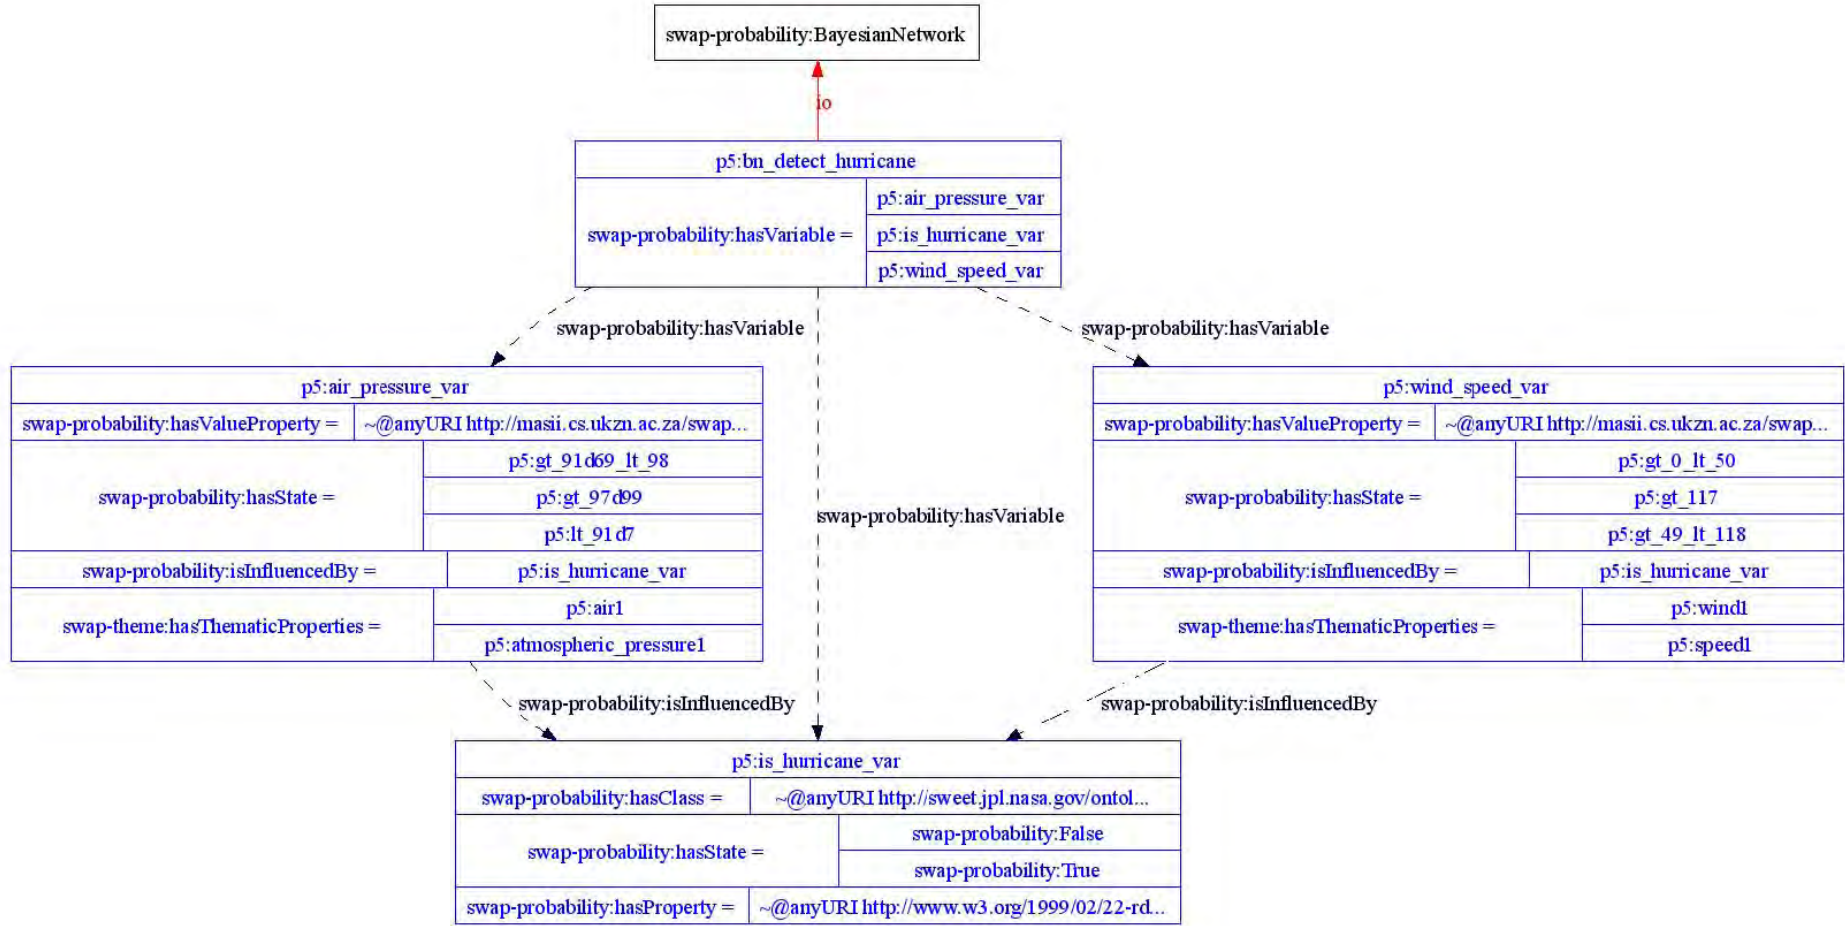 swap-probability:BayesianNetwork
io
p5:bn_detect_hurricane
swap-probability:hasVariable =
p5:air_pressure_var
p5:is_hurricane_var
p5:wind_speed_var
swap-probability:hasVariable
swap-probability:hasVariable
p5:air_pressure_var
swap-probability:hasValueProperty =
~@anyURI http://masii.cs.ukzn.ac.za/swap...
swap-probability:hasState =
p5:gt_91d69_lt_98
p5:gt_97d99
p5:lt_91d7
swap-probability:isInfluencedBy =
p5:is_hurricane_var
swap-theme:hasThematicProperties =
p5:air1
p5:atmospheric_pressure1
swap-probability:hasVariable
p5:wind_speed_var
swap-probability:hasValueProperty =
~@anyURI http://masii.cs.ukzn.ac.za/swap...
swap-probability:hasState =
p5:gt_0_lt_50
p5:gt_117
p5:gt_49_lt_118
swap-probability:isInfluencedBy =
p5:is_hurricane_var
swap-theme:hasThematicProperties =
p5:wind1
p5:speed1
swap-probability:isInfluencedBy
swap-probability:isInfluencedBy
p5:is_hurricane_var
swap-probability:hasClass =
~@anyURI http://sweet.jpl.nasa.gov/ontol...
swap-probability:hasState =
swap-probability:False
swap-probability:True
swap-probability:hasProperty =
~@anyURI http://www.w3.org/1999/02/22-rd...